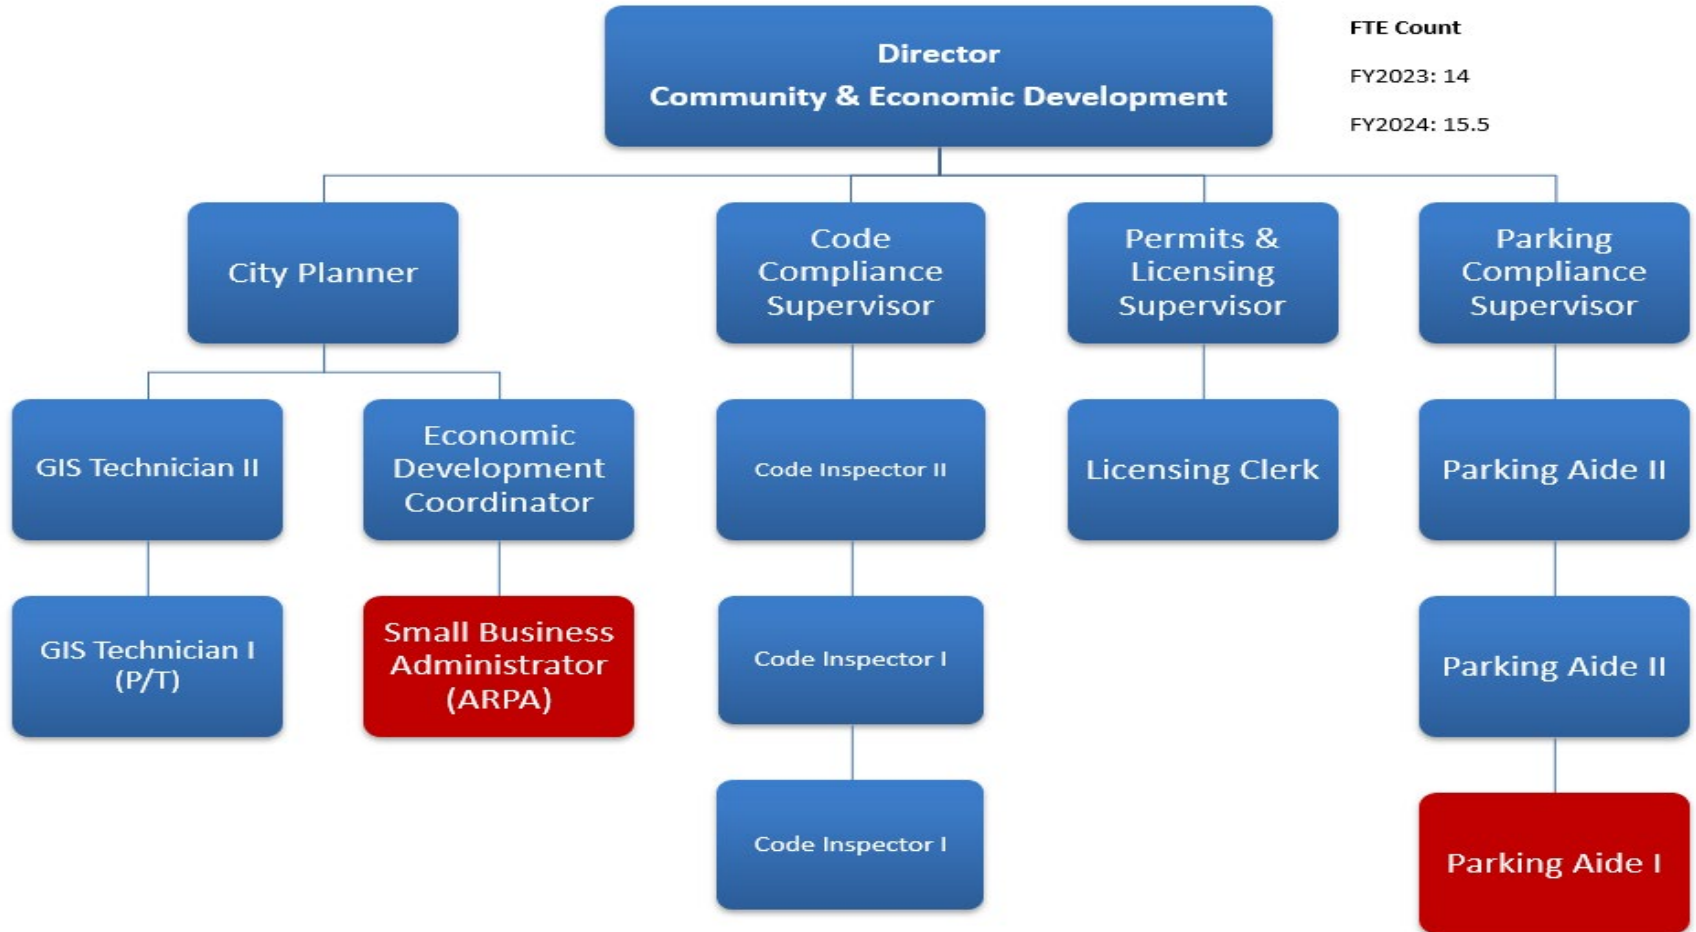 Director
Community & Economic Development
FTE Count
FY2023: 14
FY2024: 15.5
City Planner
Code
Compliance
Supervisor
Permits &
Licensing
Supervisor
Parking
Compliance
Supervisor
GIS Technician II
Economic
Development
Coordinator
Code Inspector II
Licensing Clerk
Parking Aide II
GIS Technician I
(P/T)
Small Business
Administrator
(ARPA)
Code Inspector I
Parking Aide II
Code Inspector I
Parking Aide I